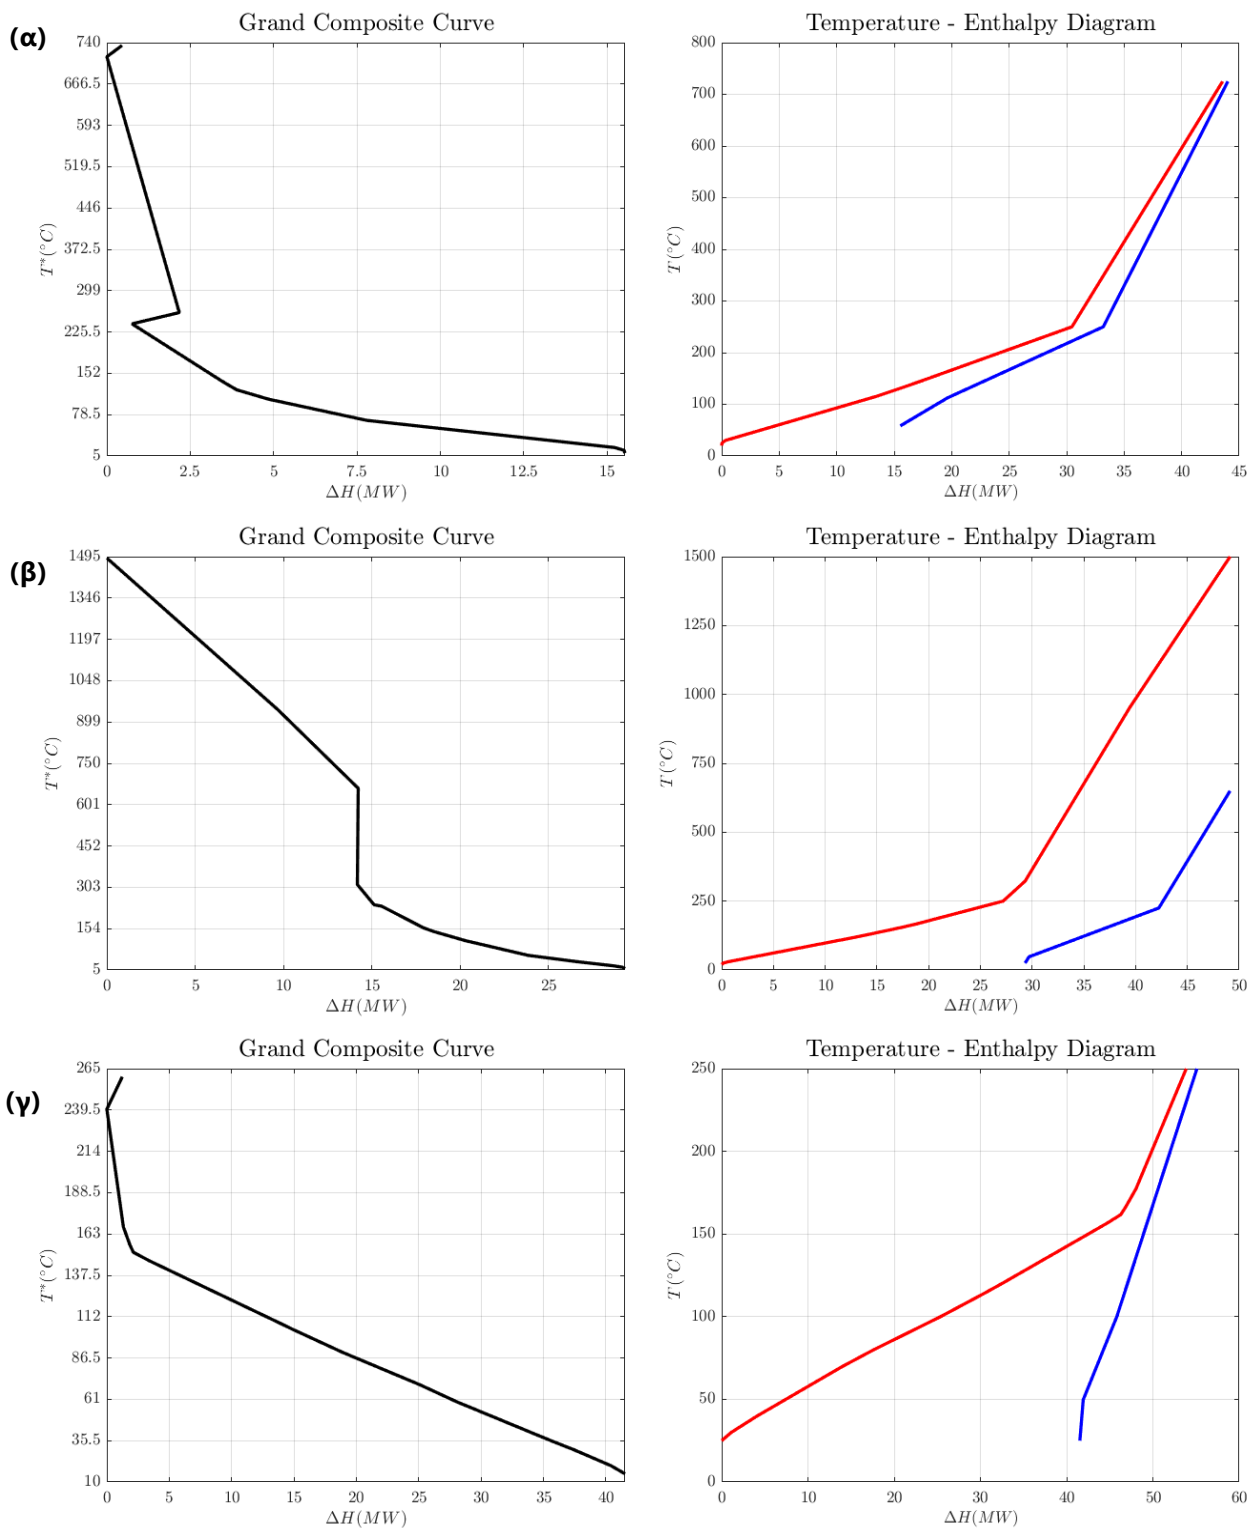 (α)
Grand Composite Curve
740
666.5
593
519.5
446
372.5
299
225.5
152
78.5
5
0 2.5 5 7.5 10 12.5 15
T*(°C)
ΔH(MW)
Temperature - Enthalpy Diagram
800
700
600
500
400
300
200
100
0
0 5 10 15 20 25 30 35 40 45
T(°C)
ΔH(MW)
(β)
Grand Composite Curve
1495
1346
1197
1048
899
750
601
452
303
154
5
0 5 10 15 20 25
T*(°C)
ΔH(MW)
Temperature - Enthalpy Diagram
1500
1250
1000
750
500
250
0
0 5 10 15 20 25 30 35 40 45 50
T(°C)
ΔH(MW)
(γ)
Grand Composite Curve
265
239.5
214
188.5
163
137.5
112
86.5
61
35.5
10
0 5 10 15 20 25 30 35 40
T*(°C)
ΔH(MW)
Temperature - Enthalpy Diagram
250
200
150
100
50
0
0 10 20 30 40 50 60
T(°C)
ΔH(MW)